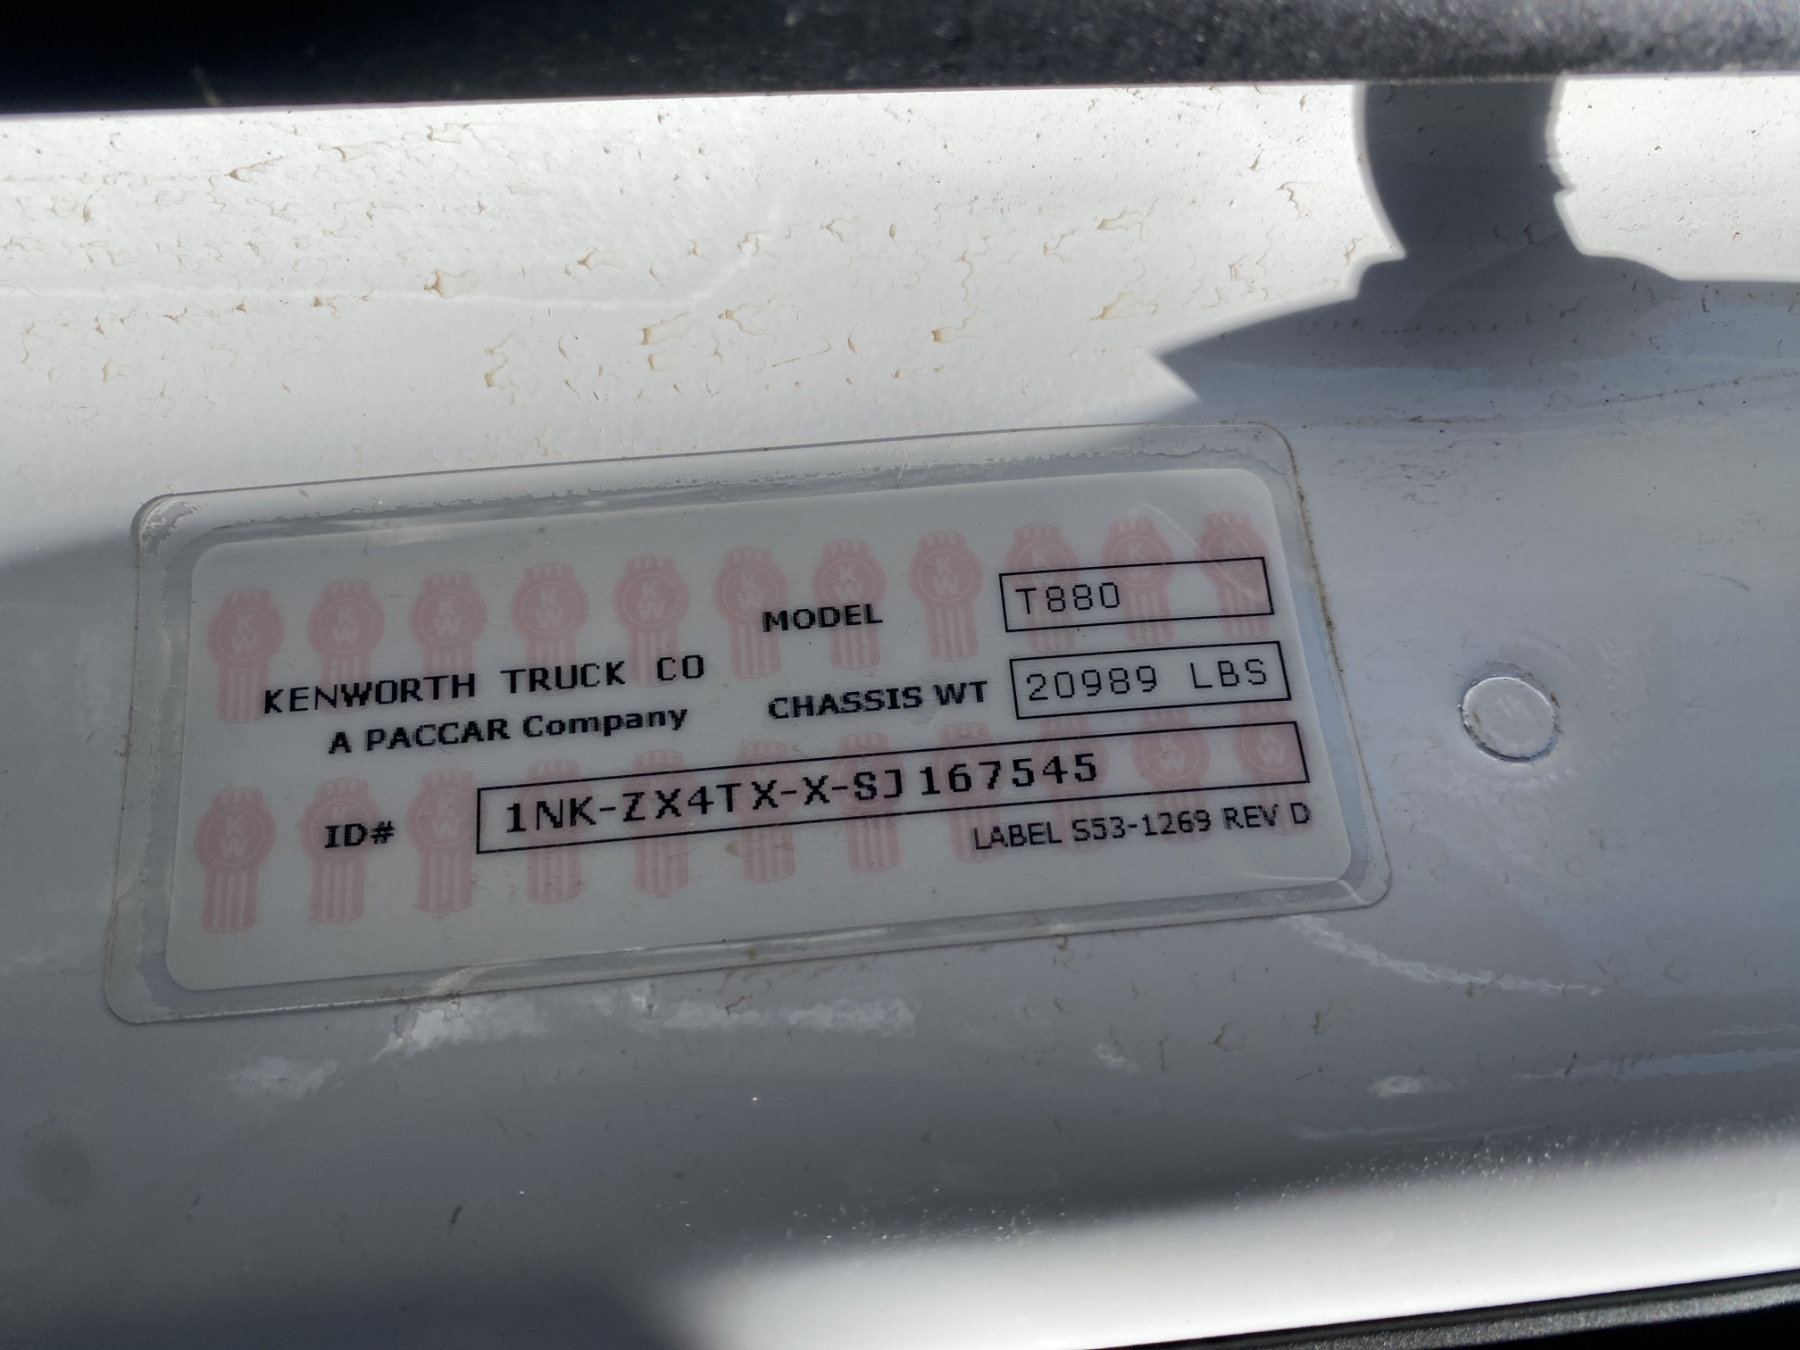 MODEL T880
KENWORTH TRUCK CO
A PACCAR Company
CHASSIS WT 20989 LBS
ID# 1NK-ZX4TX-X-SJ167545
LABEL S53-1269 REV D